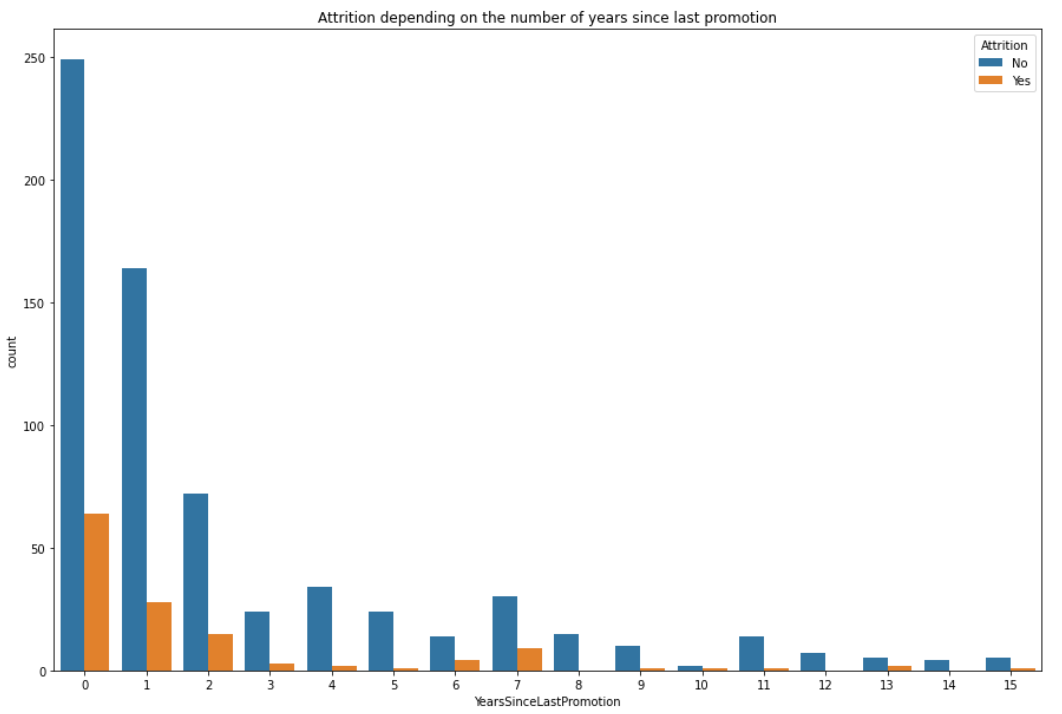 Attrition depending on the number of years since last promotion
Attrition
No
Yes
250
200
150
100
50
0
count
0 1 2 3 4 5 6 7 8 9 10 11 12 13 14 15
YearsSinceLastPromotion